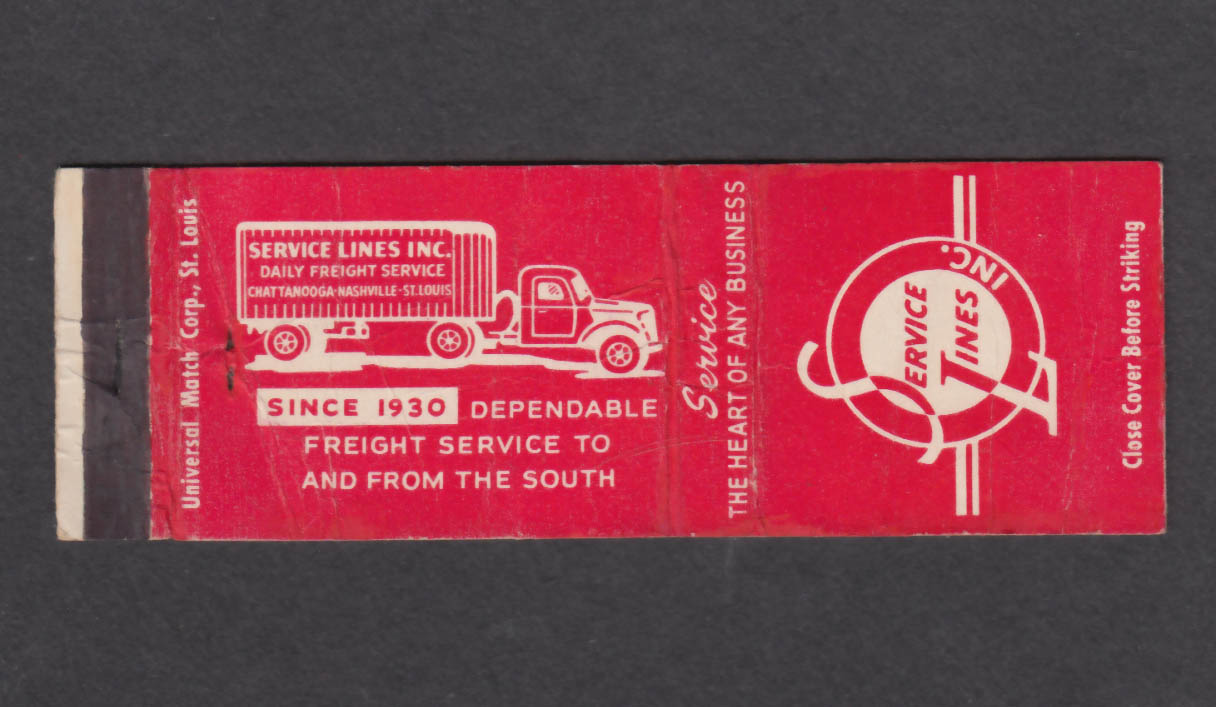 Universal Match Corp., St. Louis
SERVICE LINES INC.
DAILY FREIGHT SERVICE
CHATTANOOGA-NASHVILLE-ST.LOUIS
SINCE 1930 DEPENDABLE
FREIGHT SERVICE TO
AND FROM THE SOUTH
Service
THE HEART OF ANY BUSINESS
SERVICE
LINES
INC.
Close Cover Before Striking